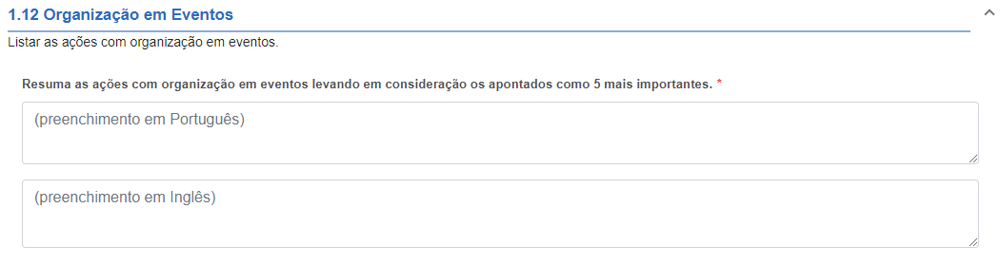 1.12 Organização em Eventos
Listar as ações com organização em eventos.
Resuma as ações com organização em eventos levando em consideração os apontados como 5 mais importantes. *
(preenchimento em Português)
(preenchimento em Inglês)